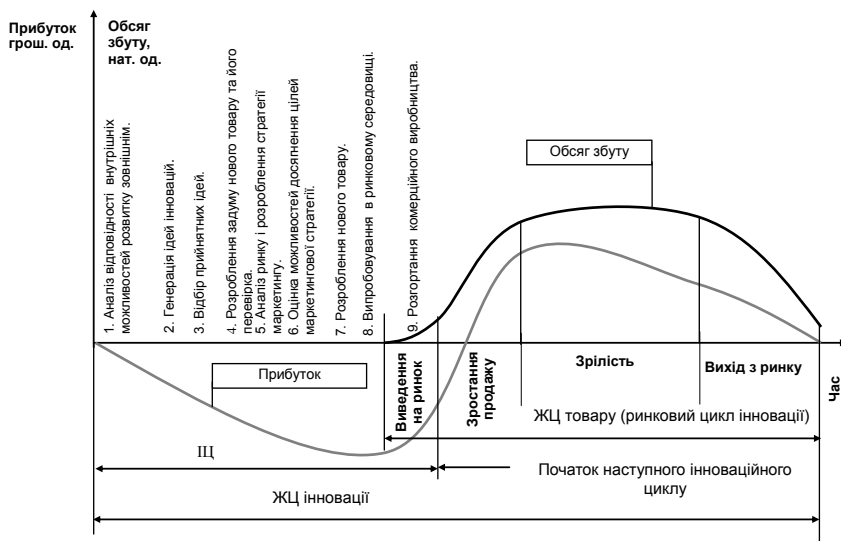 Прибуток
грош. од.
Обсяг
збуту,
нат. од.
1. Аналіз відповідності внутрішніх
можливостей розвитку зовнішнім.
2. Генерація ідей інновацій.
3. Відбір прийнятних ідей.
4. Розроблення задуму нового товару та його
перевірка.
5. Аналіз ринку і розроблення стратегії
маркетингу.
6. Оцінка можливостей досягнення цілей
маркетингової стратегії.
7. Розроблення нового товару.
8. Випробовування в ринковому середовищі.
9. Розгортання комерційного виробництва.
Обсяг збуту
Прибуток
Виведення
на ринок
Зростання
продажу
Зрілість
Вихід з ринку
Час
ЖЦ товару (ринковий цикл інновації)
ІЦ
Початок наступного інноваційного
циклу
ЖЦ інновації